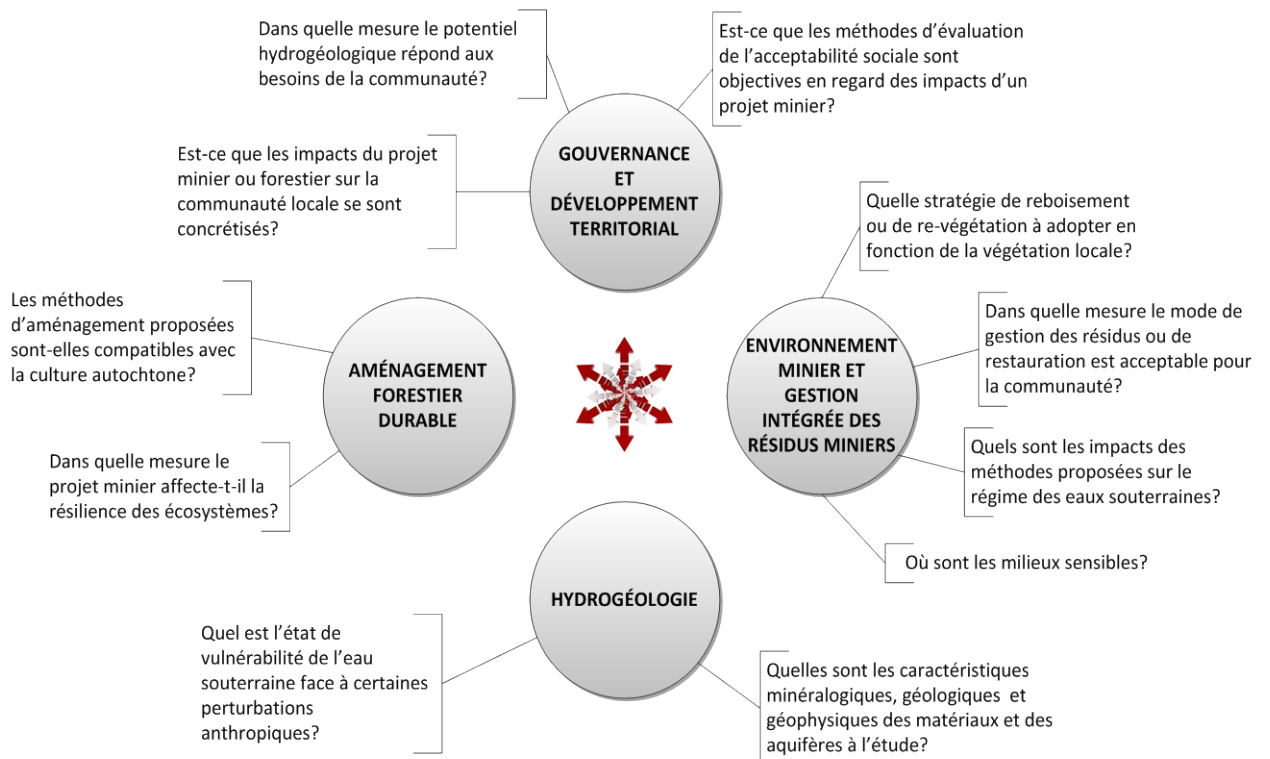 Dans quelle mesure le potentiel
hydrogéologique répond aux
besoins de la communauté?
Est-ce que les méthodes d'évaluation
de l'acceptabilité sociale sont
objectives en regard des impacts d'un
projet minier?
Est-ce que les impacts du projet
minier ou forestier sur la
communauté locale se sont
concrétisés?
GOUVERNANCE
ET
DÉVELOPPEMENT
TERRITORIAL
Quelle stratégie de reboisement
ou de re-végétation à adopter en
fonction de la végétation locale?
Les méthodes
d'aménagement proposées
sont-elles compatibles avec
la culture autochtone?
AMÉNAGEMENT
FORESTIER
DURABLE
ENVIRONNEMENT
MINIER ET
GESTION
INTÉGRÉE DES
RÉSIDUS MINIERS
Dans quelle mesure le mode de
gestion des résidus ou de
restauration est acceptable pour
la communauté?
Dans quelle mesure le
projet minier affecte-t-il la
résilience des écosystèmes?
Quels sont les impacts des
méthodes proposées sur le
régime des eaux souterraines?
Où sont les milieux sensibles?
HYDROGÉOLOGIE
Quel est l'état de
vulnérabilité de l'eau
souterraine face à certaines
perturbations
anthropiques?
Quelles sont les caractéristiques
minéralogiques, géologiques et
géophysiques des matériaux et des
aquifères à l'étude?